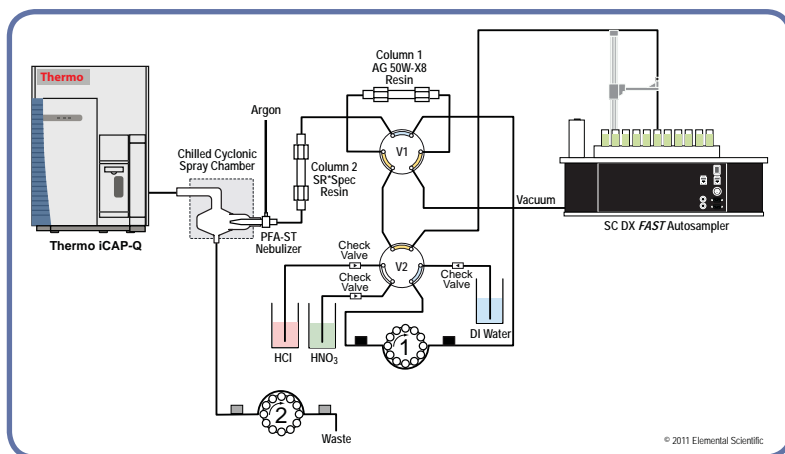 Column 1
AG 50W-X8
Resin
Thermo
Argon
Chilled Cyclonic
Spray Chamber
V1
Column 2
SR*Spec
Resin
Vacuum
SC DX FAST Autosampler
PFA-ST
Nebulizer
Thermo iCAP-Q
Check
Valve
V2
Check
Valve
Check
Valve
HCl
HNO₃
DI Water
1
2
Waste
© 2011 Elemental Scientific